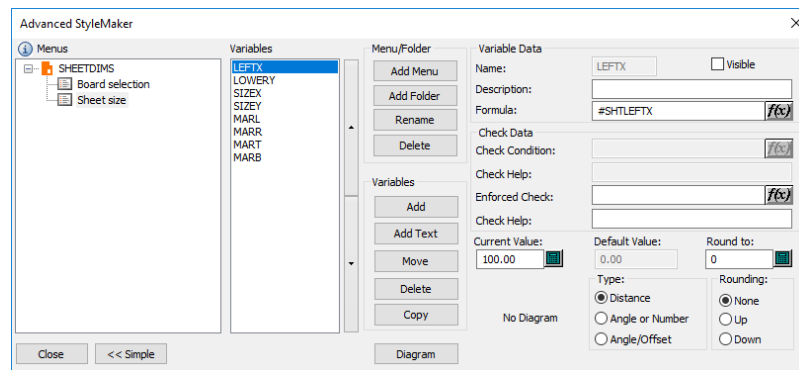 Advanced StyleMaker
Menus
SHEETDIMS
Board selection
Sheet size
Variables
LEFTX
LOWERY
SIZEX
SIZEY
MARL
MARR
MART
MARB
Menu/Folder
Add Menu
Add Folder
Rename
Delete
Variables
Add
Add Text
Move
Delete
Copy
Diagram
Variable Data
Name: LEFTX Visible
Description:
Formula: #SHTLEFTX f(x)
Check Data
Check Condition: f(x)
Check Help:
Enforced Check: f(x)
Check Help:
Current Value: Default Value: Round to:
100.00 0.00 0
Type: Rounding:
Distance None
No Diagram Angle or Number Up
Angle/Offset Down
Close << Simple